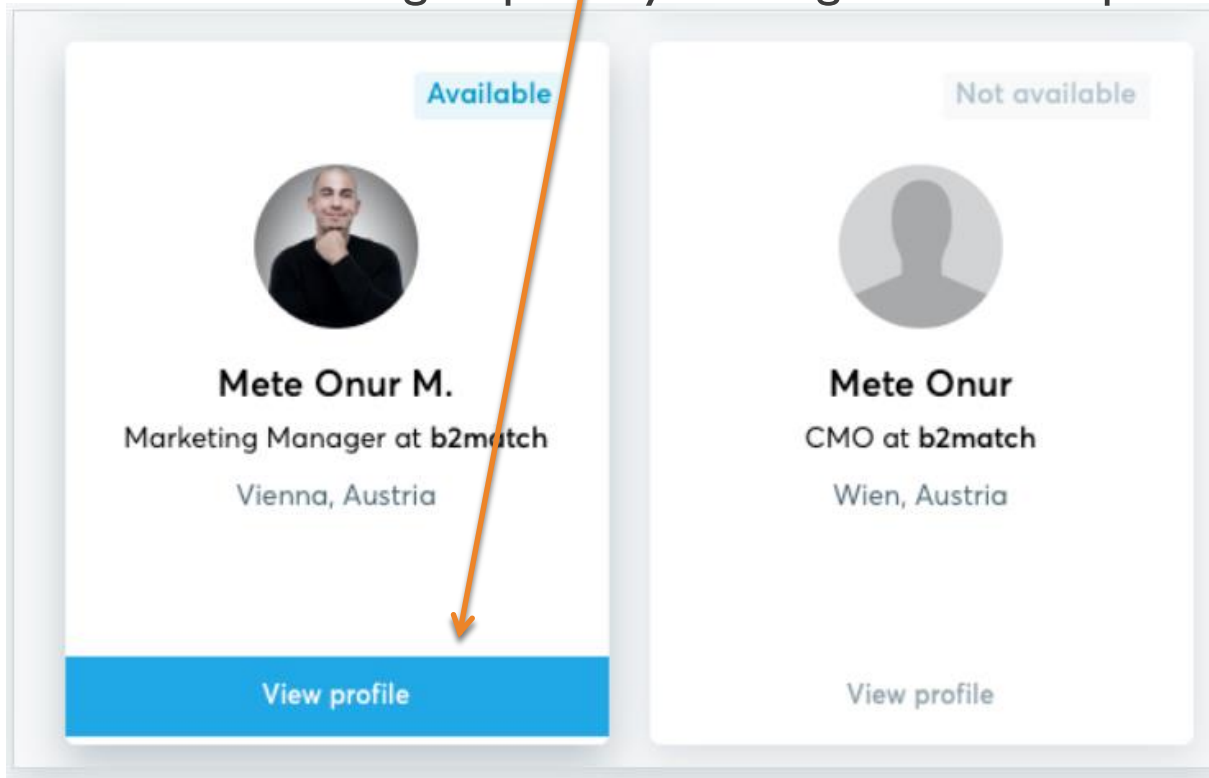 Available
Mete Onur M.
Marketing Manager at b2match
Vienna, Austria
View profile
Not available
Mete Onur
CMO at b2match
Wien, Austria
View profile